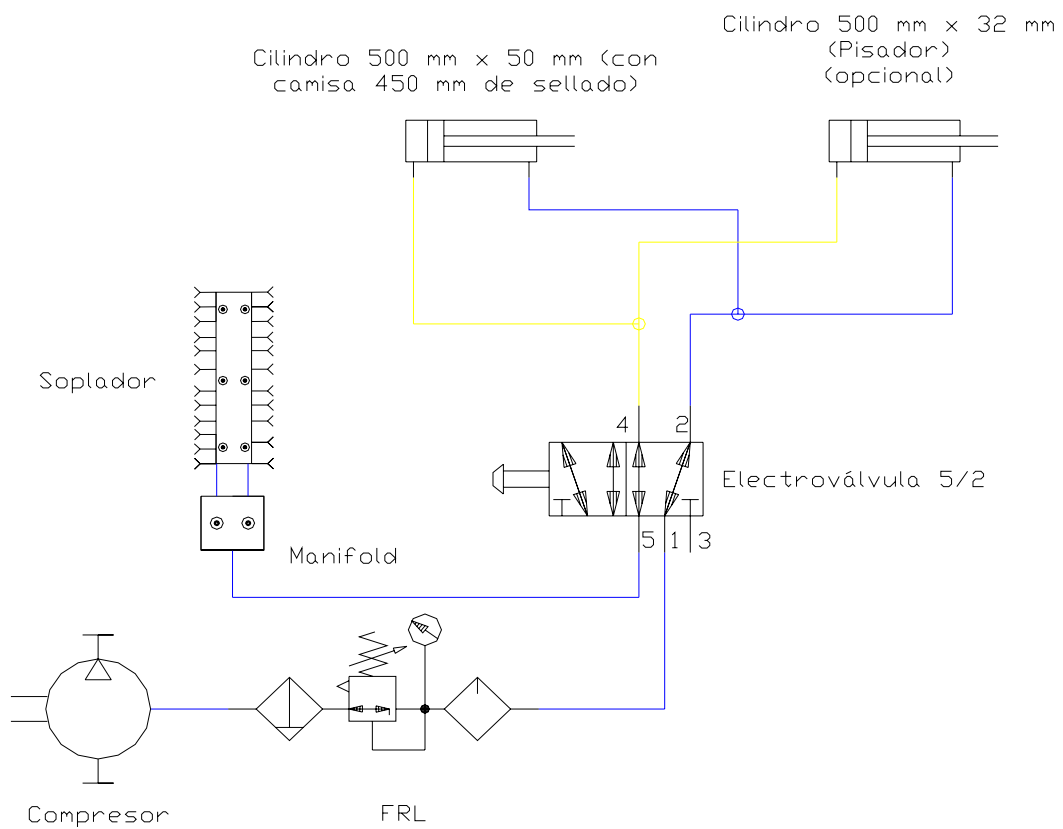 Cilindro 500 mm x 32 mm
(Pisador)
(opcional)
Cilindro 500 mm x 50 mm (con
camisa 450 mm de sellado)
Soplador
4
2
Electroválvula 5/2
5
1
3
Manifold
Compresor
FRL